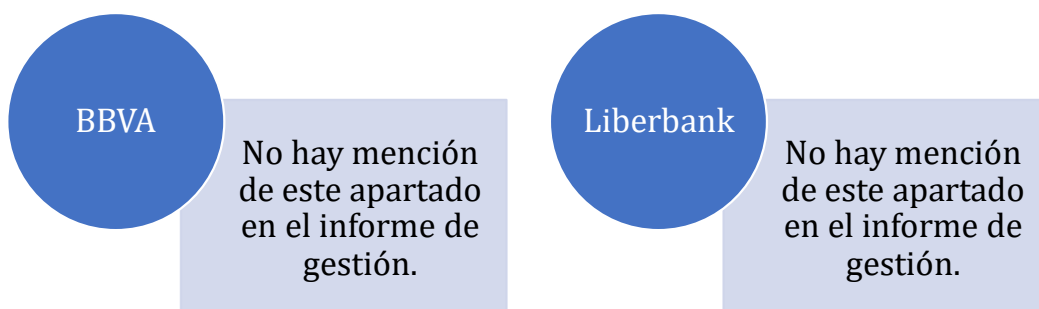 BBVA
No hay mención
de este apartado
en el informe de
gestión.
Liberbank
No hay mención
de este apartado
en el informe de
gestión.